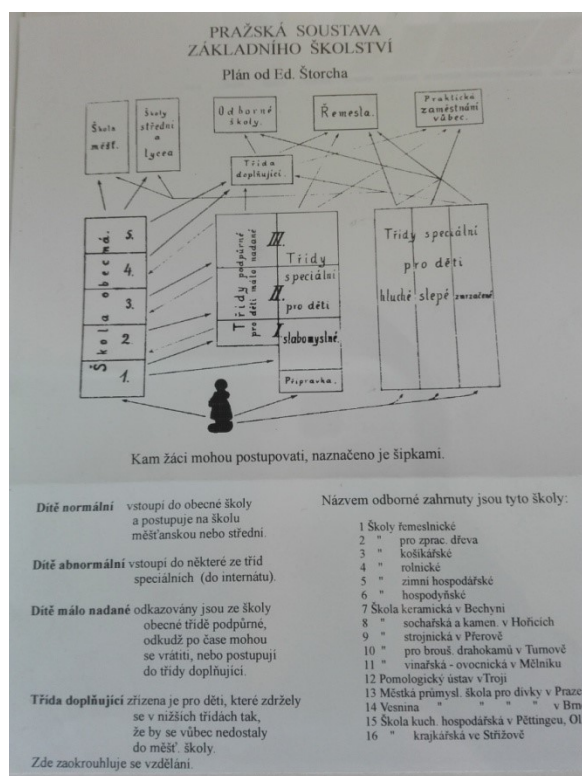 PRAŽSKÁ SOUSTAVA
ZÁKLADNÍHO ŠKOLSTVÍ
Plán od Ed. Štorcha
Škola
měšť.
Školy
střední
a
lycea
Odborné
školy.
Řemesla.
Praktická
zaměstnání
vůbec.
Třída
doplňující.
Škola obecná.
5.
4.
3.
2
1.
Třídy podpůrné
pro děti málo nadané
III.
II.
I
Třídy
speciální
pro děti
slabomyslné.
Přípravka.
Třídy speciální
pro děti
hluché slepé zmrzačené
Kam žáci mohou postupovati, naznačeno je šipkami.
Dítě normální vstoupí do obecné školy
a postupuje na školu
měšťanskou nebo střední.
Dítě abnormální vstoupí do některé ze tříd
speciálních (do internátu).
Dítě málo nadané odkazovány jsou ze školy
obecné třídě podpůrné,
odkudž po čase mohou
se vrátiti, nebo postupují
do třídy doplňující.
Třída doplňující zřízena je pro děti, které zdržely
se v nižších třídách tak,
že by se vůbec nedostaly
do měšť. školy.
Zde zaokrouhluje se vzdělání.
Názvem odborné zahrnuty jsou tyto školy:
1 Školy řemeslnické
2 " pro zprac. dřeva
3 " košíkářské
4 " rolnické
5 " zimní hospodářské
6 " hospodyňské
7 Škola keramická v Bechyni
8 " sochařská a kamen. v Hořicích
9 " strojnická v Přerově
10 " pro brouš. drahokamů v Turnově
11 " vinařská - ovocnická v Mělníku
12 Pomologický ústav vTroji
13 Městká průmysl. škola pro dívky v Praze
14 Vesnina " " " " v Brn
15 Škola kuch. hospodářská v Pěttingeu, Ol
16 " krajkářská ve Střížově